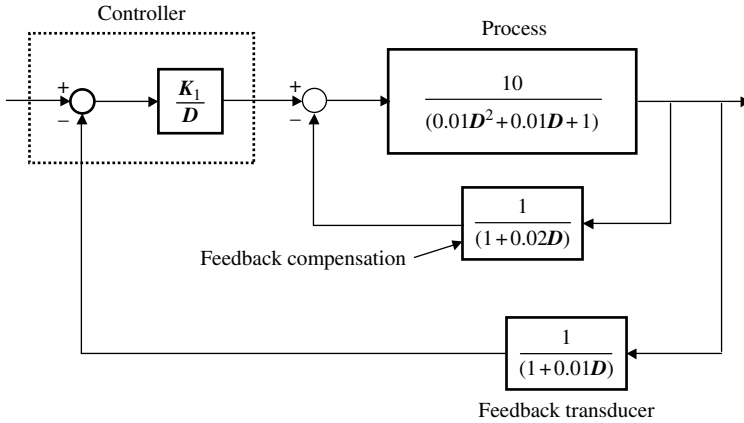 Controller
Process
+
−
K₁
D
+
−
10
(0.01D²+0.01D+1)
1
(1+0.02D)
Feedback compensation
1
(1+0.01D)
Feedback transducer